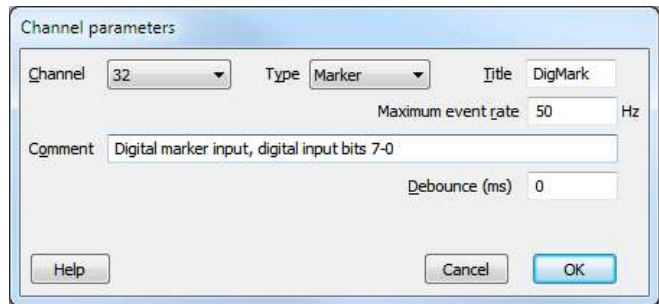 Channel parameters
Channel 32 Type Marker Title DigMark
Maximum event rate 50 Hz
Comment Digital marker input, digital input bits 7-0
Debounce (ms) 0
Help Cancel OK